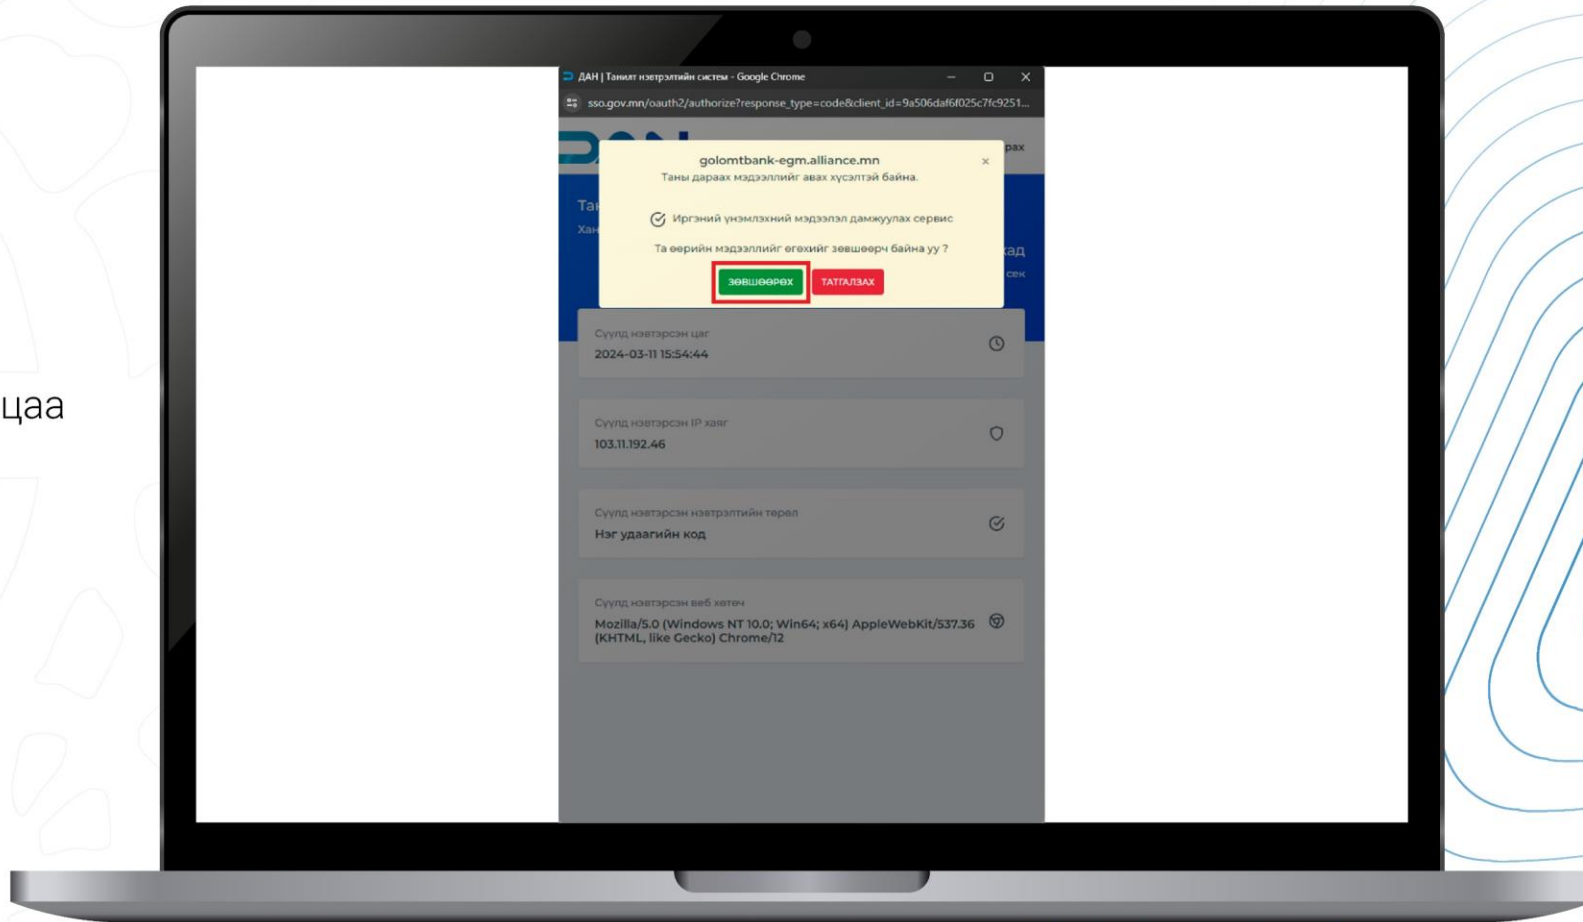 ДАН | Танилт нэвтрэлтийн систем - Google Chrome
sso.gov.mn/oauth2/authorize?response_type=code&client_id=9a506daf6f025c7fc9251...
golomtbank-egm.alliance.mn
Таны дараах мэдээллийг авах хүсэлтэй байна.
Иргэний үнэмлэхний мэдээлэл дамжуулах сервис
Та өөрийн мэдээллийг өгөхийг зөвшөөрч байна уу ?
ЗӨВШӨӨРӨХ ТАТГАЛЗАХ
сек
Сүүлд нэвтэрсэн цаг
2024-03-11 15:54:44
цаа
Сүүлд нэвтэрсэн IP хаяг
103.11.192.46
Сүүлд нэвтэрсэн нэвтрэлтийн төрөл
Нэг удаагийн код
Сүүлд нэвтэрсэн веб хөтөч
Mozilla/5.0 (Windows NT 10.0; Win64; x64) AppleWebKit/537.36
(KHTML, like Gecko) Chrome/12